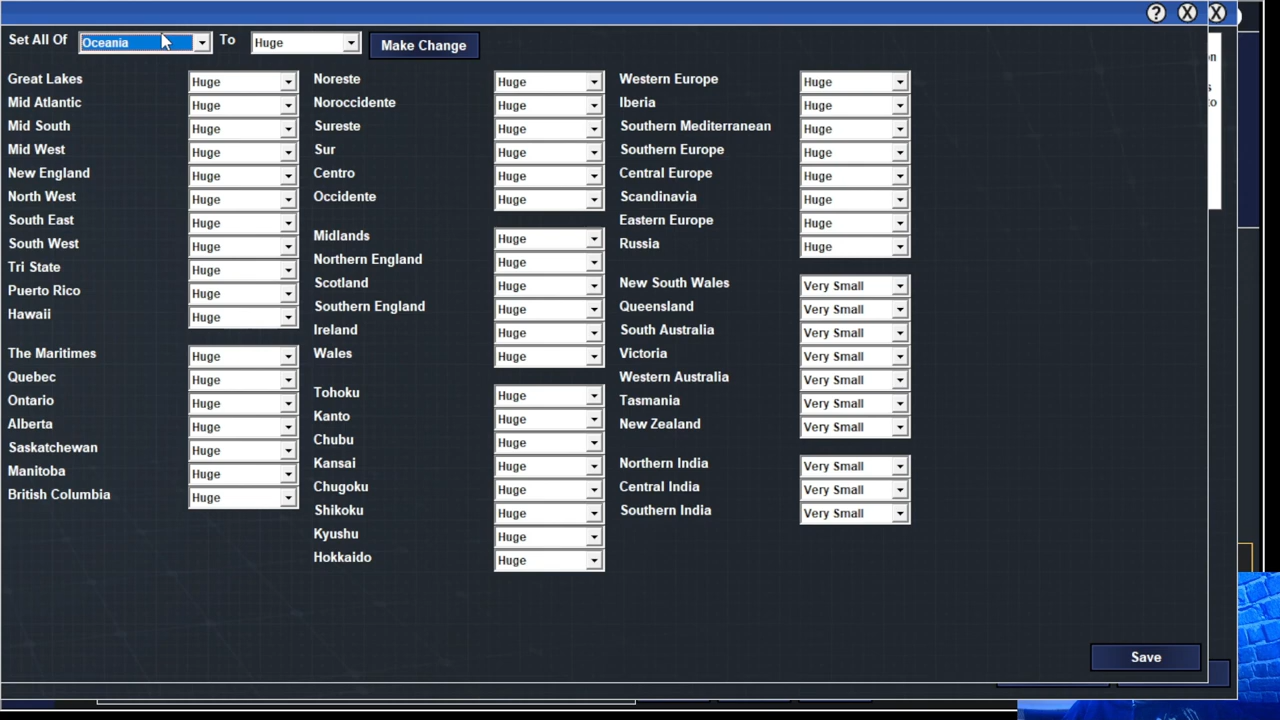 ? X X
Set All Of Oceania To Huge Make Change
Great Lakes Huge
Mid Atlantic Huge
Mid South Huge
Mid West Huge
New England Huge
North West Huge
South East Huge
South West Huge
Tri State Huge
Puerto Rico Huge
Hawaii Huge
The Maritimes Huge
Quebec Huge
Ontario Huge
Alberta Huge
Saskatchewan Huge
Manitoba Huge
British Columbia Huge
Noreste Huge
Noroccidente Huge
Sureste Huge
Sur Huge
Centro Huge
Occidente Huge
Midlands Huge
Northern England Huge
Scotland Huge
Southern England Huge
Ireland Huge
Wales Huge
Tohoku Huge
Kanto Huge
Chubu Huge
Kansai Huge
Chugoku Huge
Shikoku Huge
Kyushu Huge
Hokkaido Huge
Western Europe Huge
Iberia Huge
Southern Mediterranean Huge
Southern Europe Huge
Central Europe Huge
Scandinavia Huge
Eastern Europe Huge
Russia Huge
New South Wales Very Small
Queensland Very Small
South Australia Very Small
Victoria Very Small
Western Australia Very Small
Tasmania Very Small
New Zealand Very Small
Northern India Very Small
Central India Very Small
Southern India Very Small
Save